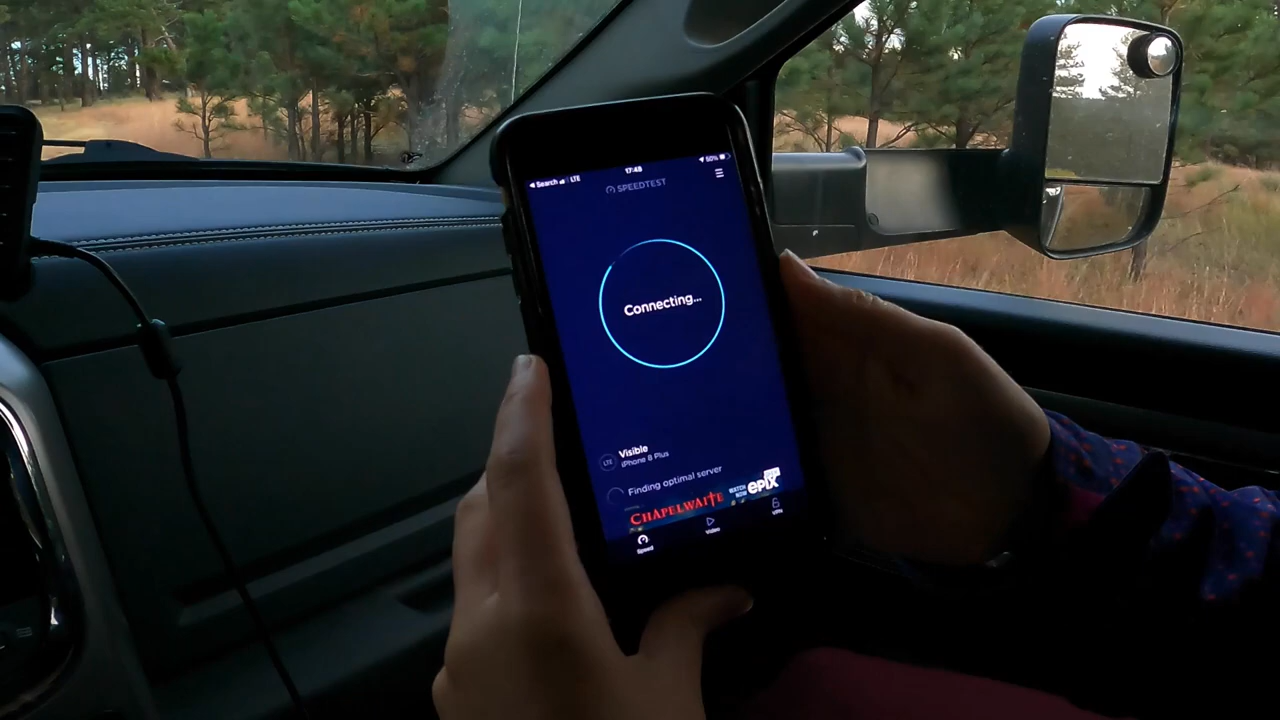 ◀ Search LTE 17:48 50%
SPEEDTEST
Connecting...
LTE Visible
iPhone 8 Plus
Finding optimal server
CHAPELWAITE WATCH NOW epix
Speed Video VPN